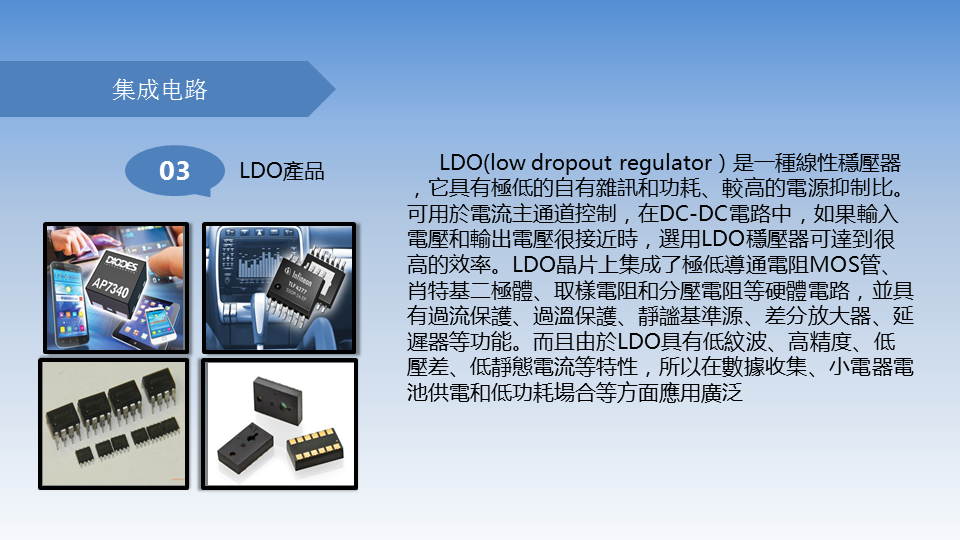 集成电路
03
LDO產品
LDO(low dropout regulator）是一種線性穩壓器
，它具有極低的自有雜訊和功耗、較高的電源抑制比。
可用於電流主通道控制，在DC-DC電路中，如果輸入
電壓和輸出電壓很接近時，選用LDO穩壓器可達到很
高的效率。LDO晶片上集成了極低導通電阻MOS管、
肖特基二極體、取樣電阻和分壓電阻等硬體電路，並具
有過流保護、過溫保護、靜謐基準源、差分放大器、延
遲器等功能。而且由於LDO具有低紋波、高精度、低
壓差、低靜態電流等特性，所以在數據收集、小電器電
池供電和低功耗場合等方面應用廣泛
DIODES
AP7340
Infineon
TLF4277